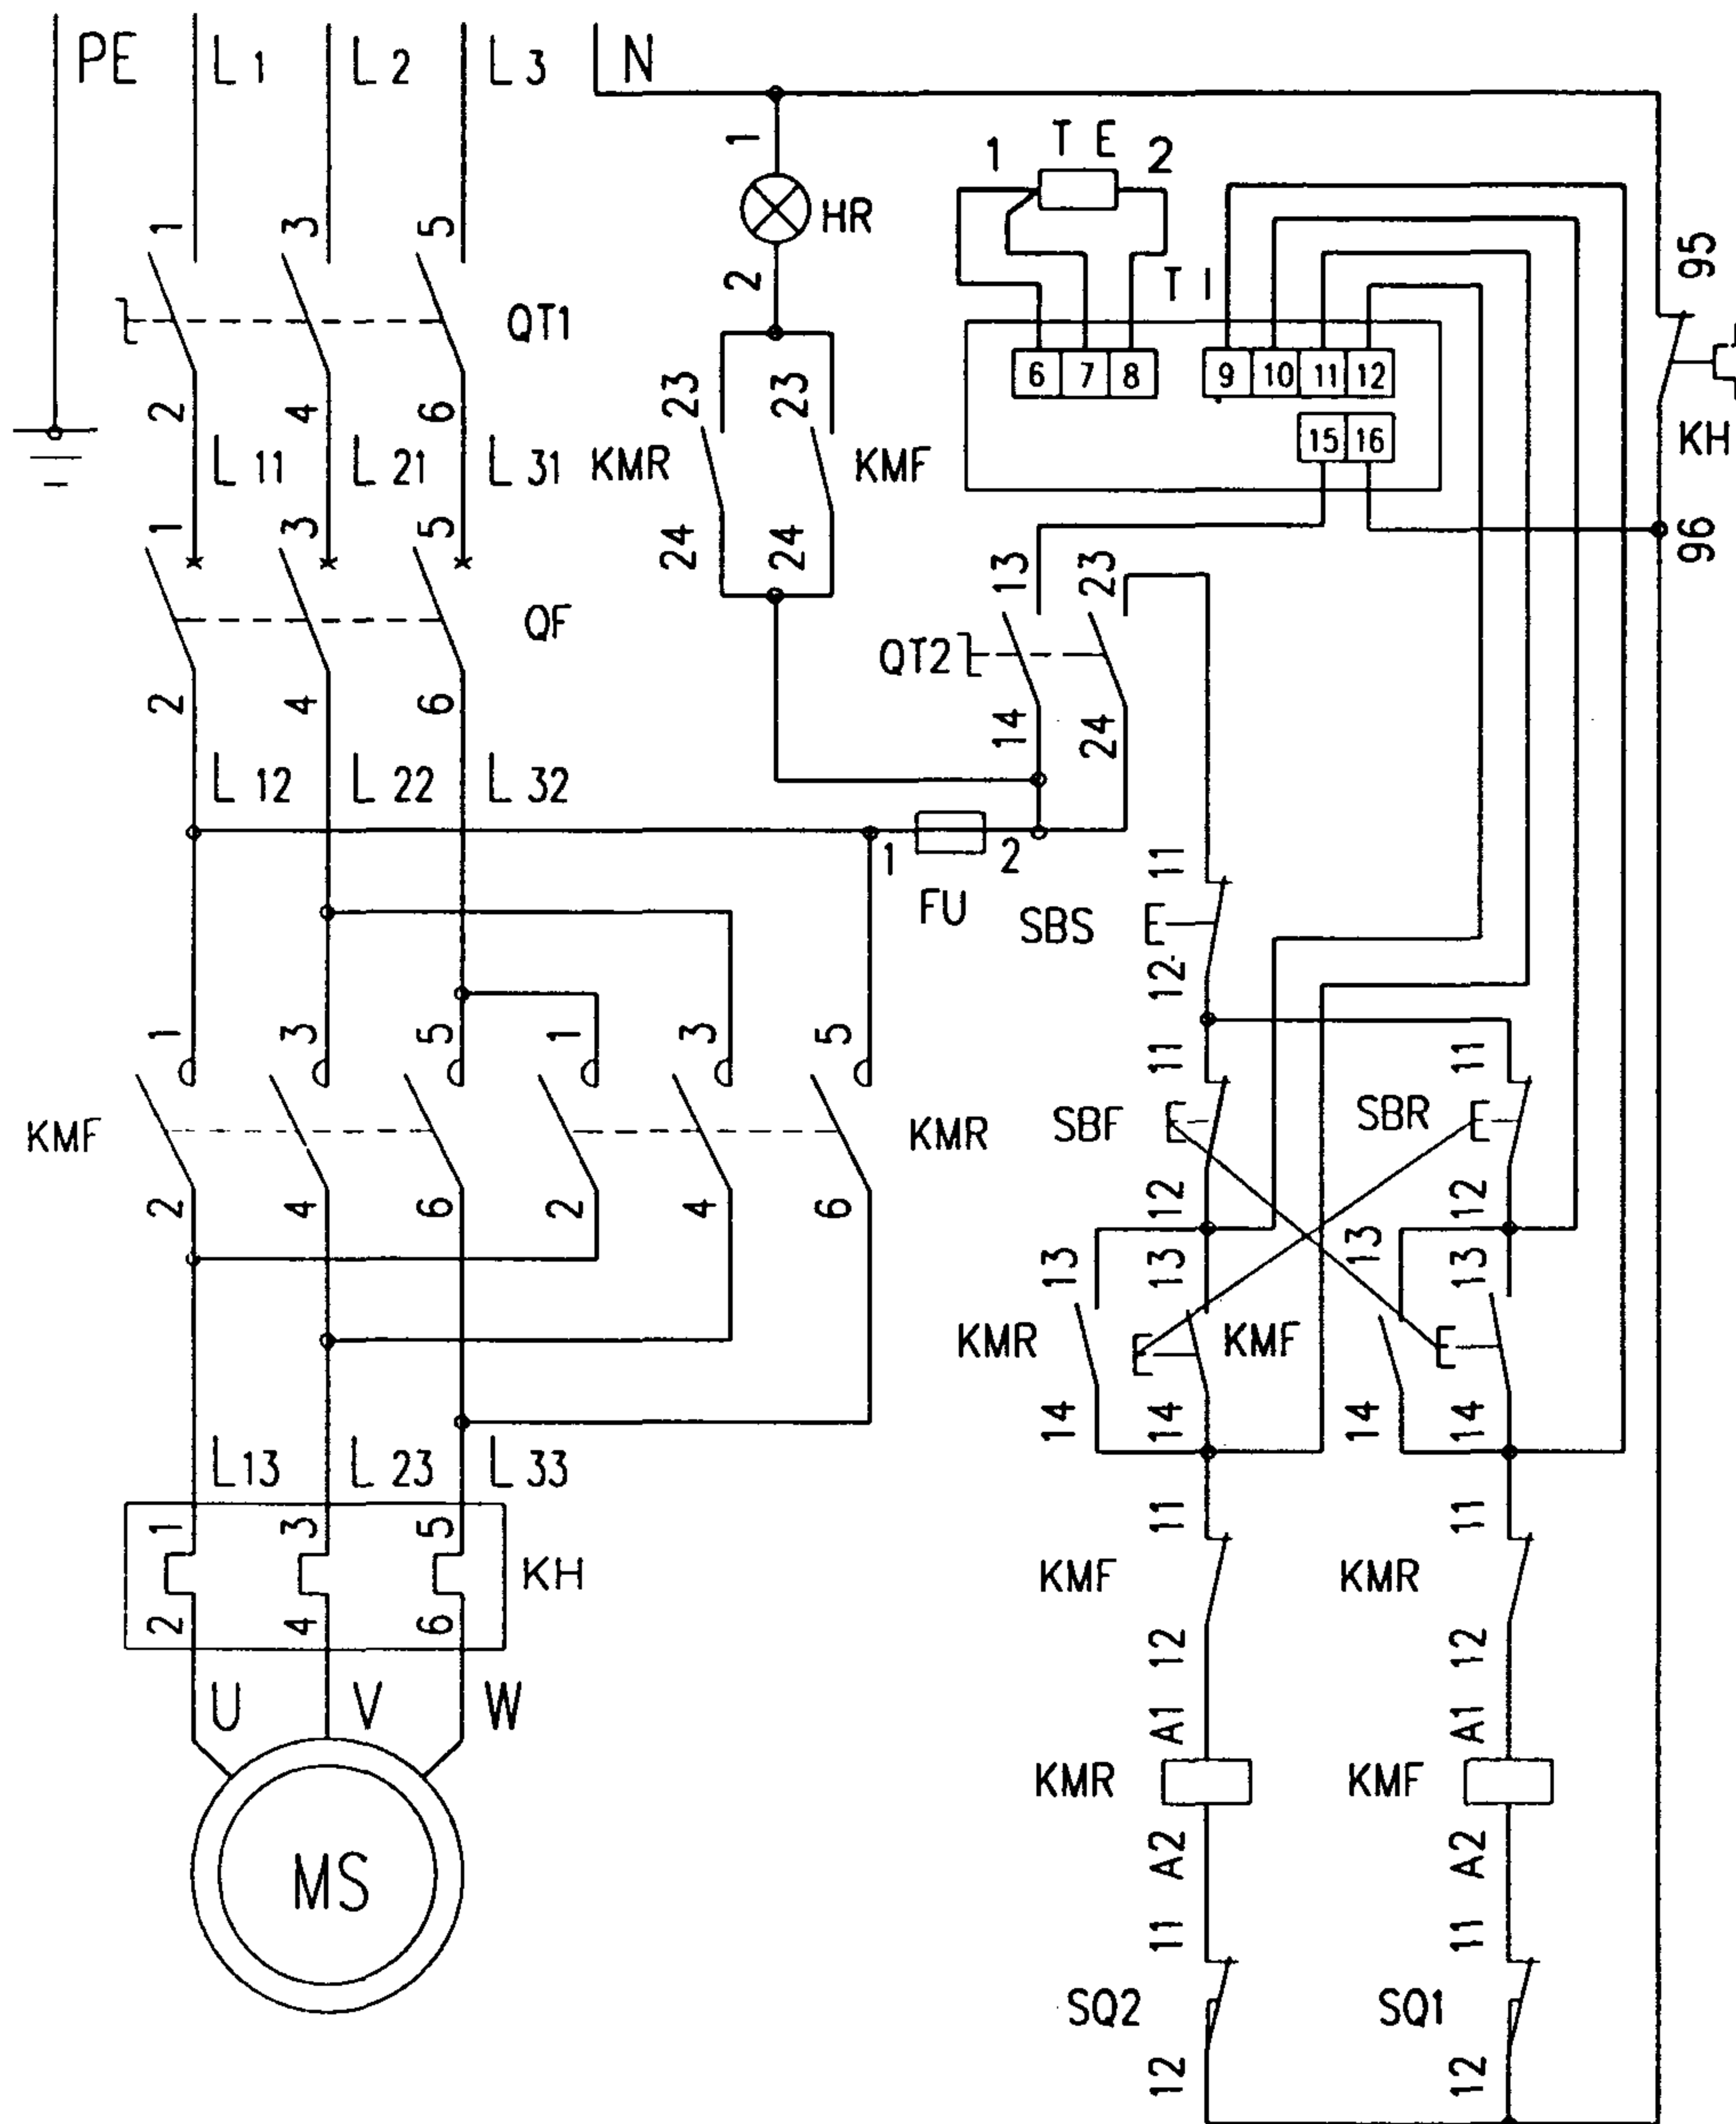 PE L1 L2 L3 N
1 T E 2
1
HR
1 3 5
2
T I
95
QT1
6 7 8 9 10 11 12
2 4 6
23 23
KMR KMF
15 16
KH
L11 L21 L31
24 24
96
1 3 5
13 23
QF
QT2
2 4 6
14 24
L12 L22 L32
1 2
FU
11
SBS
12
1 3 5 1 3 5
11 11
KMF
KMR
SBF SBR
2 4 6 2 4 6
12 12
13 13 13 13
KMR KMF
14 14 14 14
L13 L23 L33
1 3 5
11 11
KH
KMF KMR
2 4 6
12 12
U V W
A1 A1
KMR KMF
MS
A2 A2
11 11
SQ2 SQ1
12 12